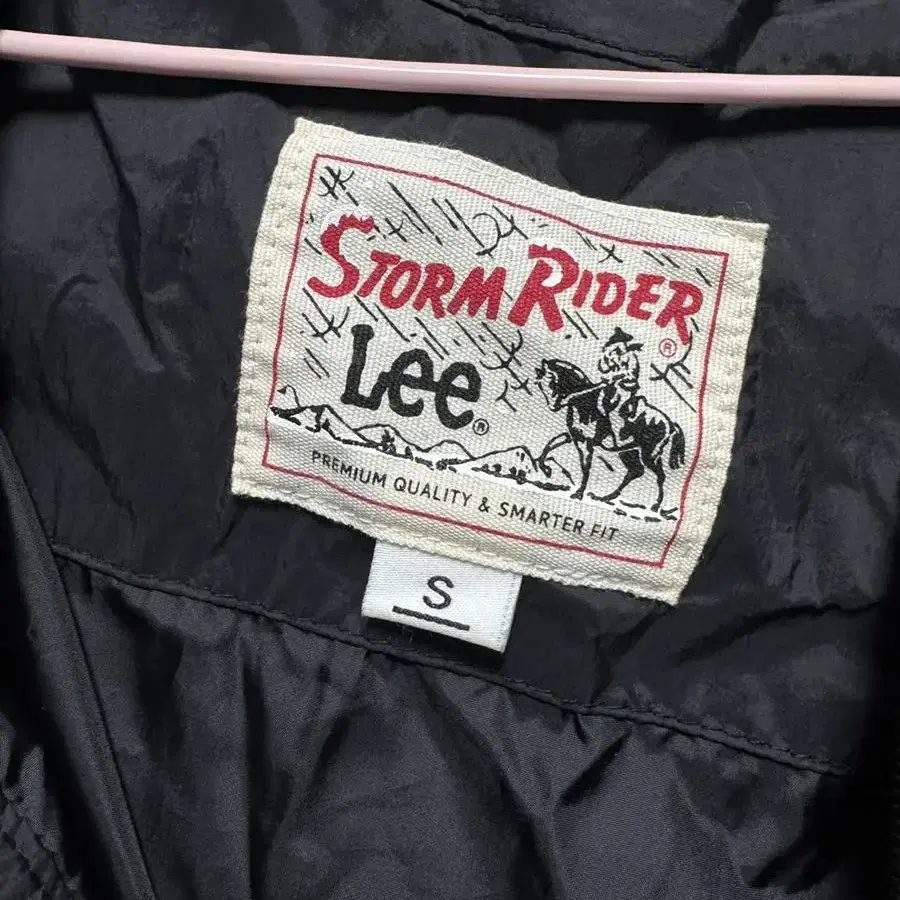 STORM RIDER ®
Lee ®
PREMIUM QUALITY & SMARTER FIT
S